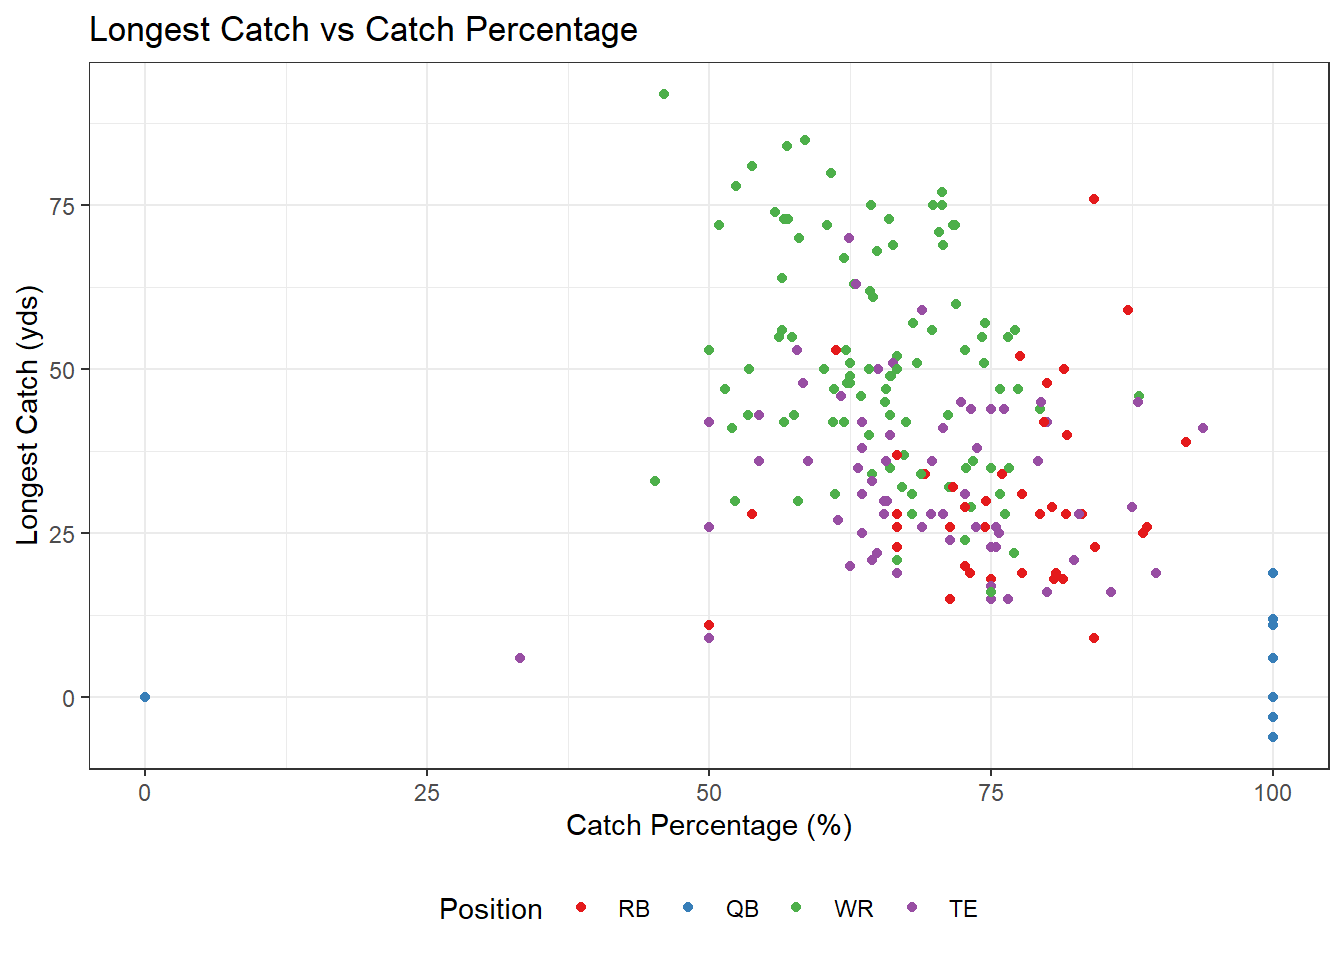 Longest Catch vs Catch Percentage
Longest Catch (yds)
75
50
25
0
0 25 50 75 100
Catch Percentage (%)
Position RB QB WR TE